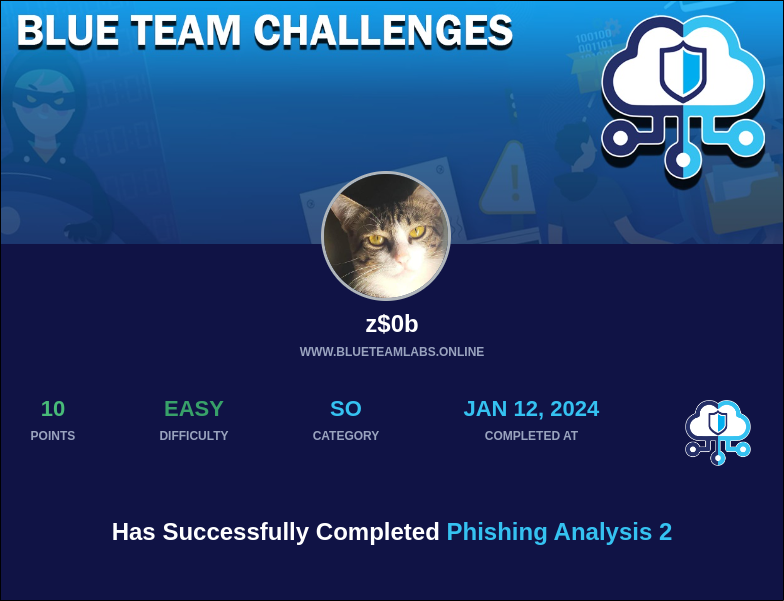 BLUE TEAM CHALLENGES
z$0b
WWW.BLUETEAMLABS.ONLINE
10 EASY SO JAN 12, 2024
POINTS DIFFICULTY CATEGORY COMPLETED AT
Has Successfully Completed Phishing Analysis 2